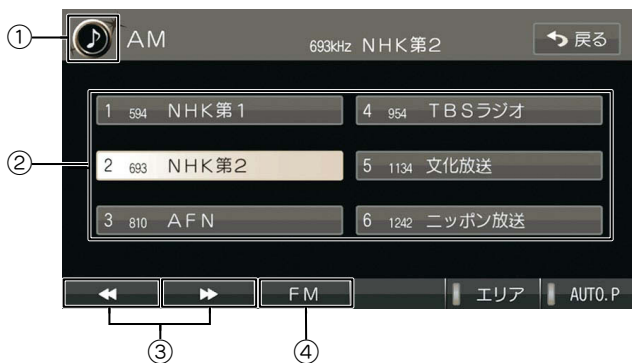 ① AM 693kHz NHK第2 戻る
1 594 NHK第1
4 954 TBSラジオ
② 2 693 NHK第2
5 1134 文化放送
3 810 AFN
6 1242 ニッポン放送
FM エリア AUTO.P
③ ④